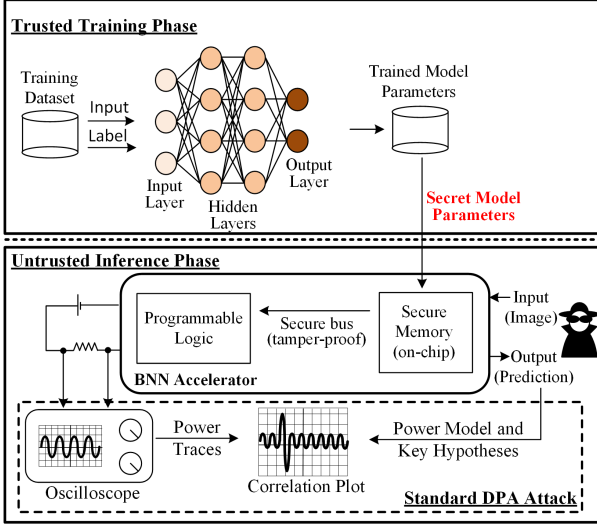 Trusted Training Phase
Training
Dataset
Input
Label
Input
Layer
Hidden
Layers
Output
Layer
Trained Model
Parameters
Secret Model
Parameters
Untrusted Inference Phase
Programmable
Logic
Secure bus
(tamper-proof)
Secure
Memory
(on-chip)
BNN Accelerator
Input
(Image)
Output
(Prediction)
Oscilloscope
Power
Traces
Correlation Plot
Power Model and
Key Hypotheses
Standard DPA Attack